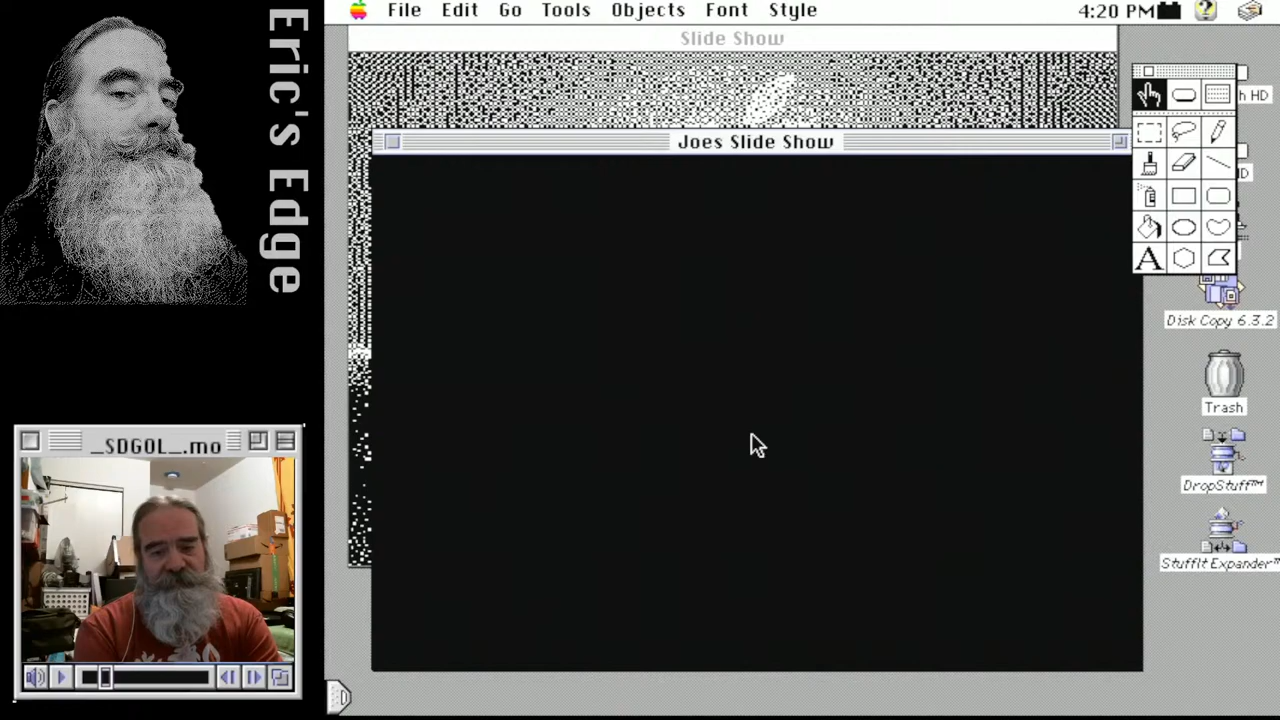 Eric's Edge
File Edit Go Tools Objects Font Style
4:20 PM
Slide Show
Joes Slide Show
h HD
D
A
Disk Copy 6.3.2
Trash
DropStuff™
StuffIt Expander™
_SDGOL_.mo